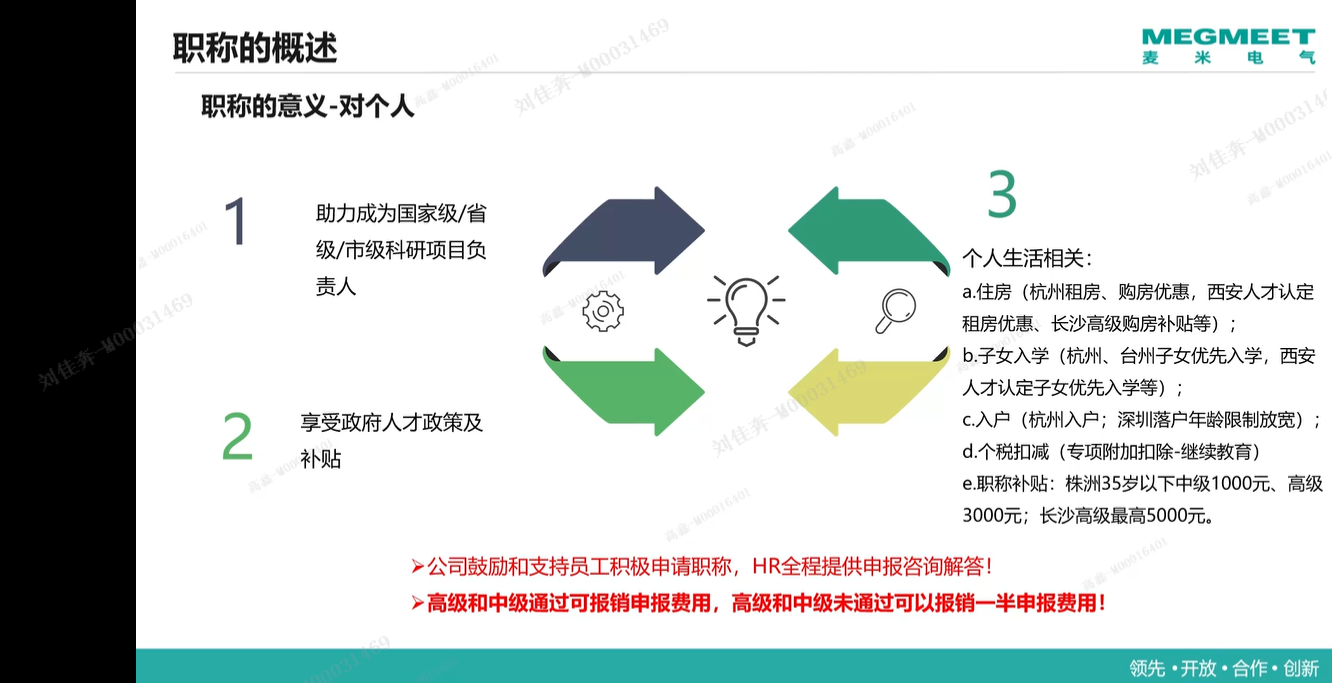 职称的概述
MEGMEET
麦米电气
职称的意义-对个人
1
助力成为国家级/省
级/市级科研项目负
责人
2
享受政府人才政策及
补贴
3
个人生活相关：
a.住房（杭州租房、购房优惠，西安人才认定
租房优惠、长沙高级购房补贴等）；
b.子女入学（杭州、台州子女优先入学，西安
人才认定子女优先入学等）；
c.入户（杭州入户；深圳落户年龄限制放宽）；
d.个税扣减（专项附加扣除-继续教育）
e.职称补贴：株洲35岁以下中级1000元、高级
3000元；长沙高级最高5000元。
➢公司鼓励和支持员工积极申请职称，HR全程提供申报咨询解答！
➢高级和中级通过可报销申报费用，高级和中级未通过可以报销一半申报费用！
领先•开放•合作•创新
刘佳奔-M00031469
刘佳奔-M00031469
刘佳奔-M00031469